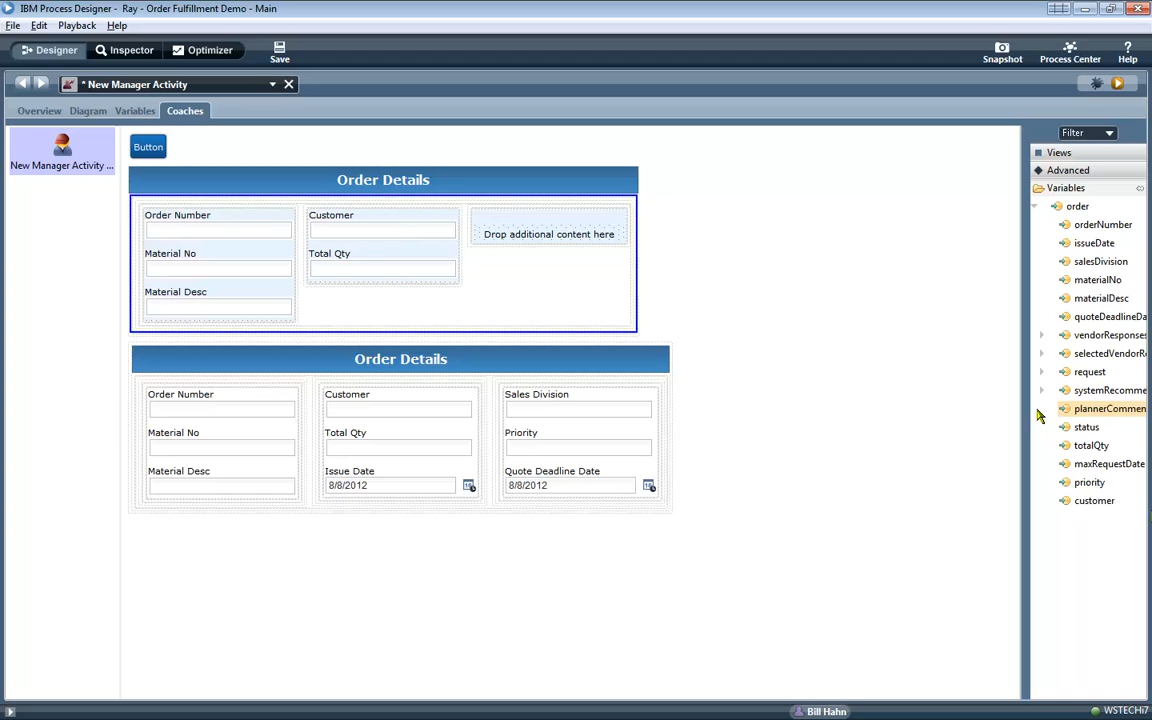 IBM Process Designer - Ray - Order Fulfillment Demo - Main
File Edit Playback Help
Designer Inspector Optimizer Save Snapshot Process Center Help
* New Manager Activity
Overview Diagram Variables Coaches
New Manager Activity ...
Button
Order Details
Order Number Customer
Drop additional content here
Material No Total Qty
Material Desc
Order Details
Order Number Customer Sales Division
Material No Total Qty Priority
Material Desc Issue Date Quote Deadline Date
8/8/2012 8/8/2012
Filter
Views
Advanced
Variables
order
orderNumber
issueDate
salesDivision
materialNo
materialDesc
quoteDeadlineDa
vendorResponses
selectedVendorRe
request
systemRecomme
plannerCommen
status
totalQty
maxRequestDate
priority
customer
Bill Hahn
WSTECHi7